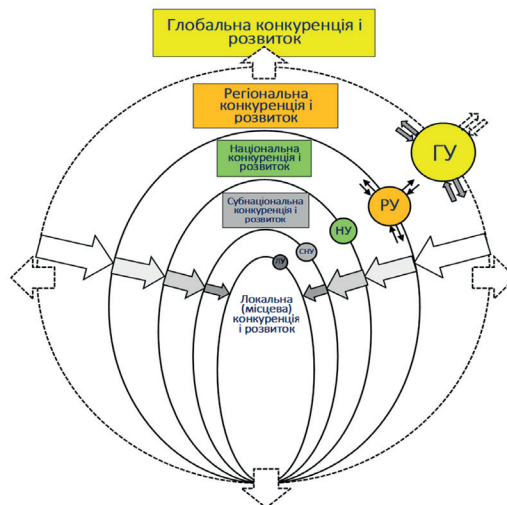 Глобальна конкуренція і
розвиток
Регіональна
конкуренція і
розвиток
ГУ
Національна
конкуренція і
розвиток
РУ
Субнаціональна
конкуренція і
розвиток
НУ
СНУ
ЛУ
Локальна
(місцева)
конкуренція
і розвиток